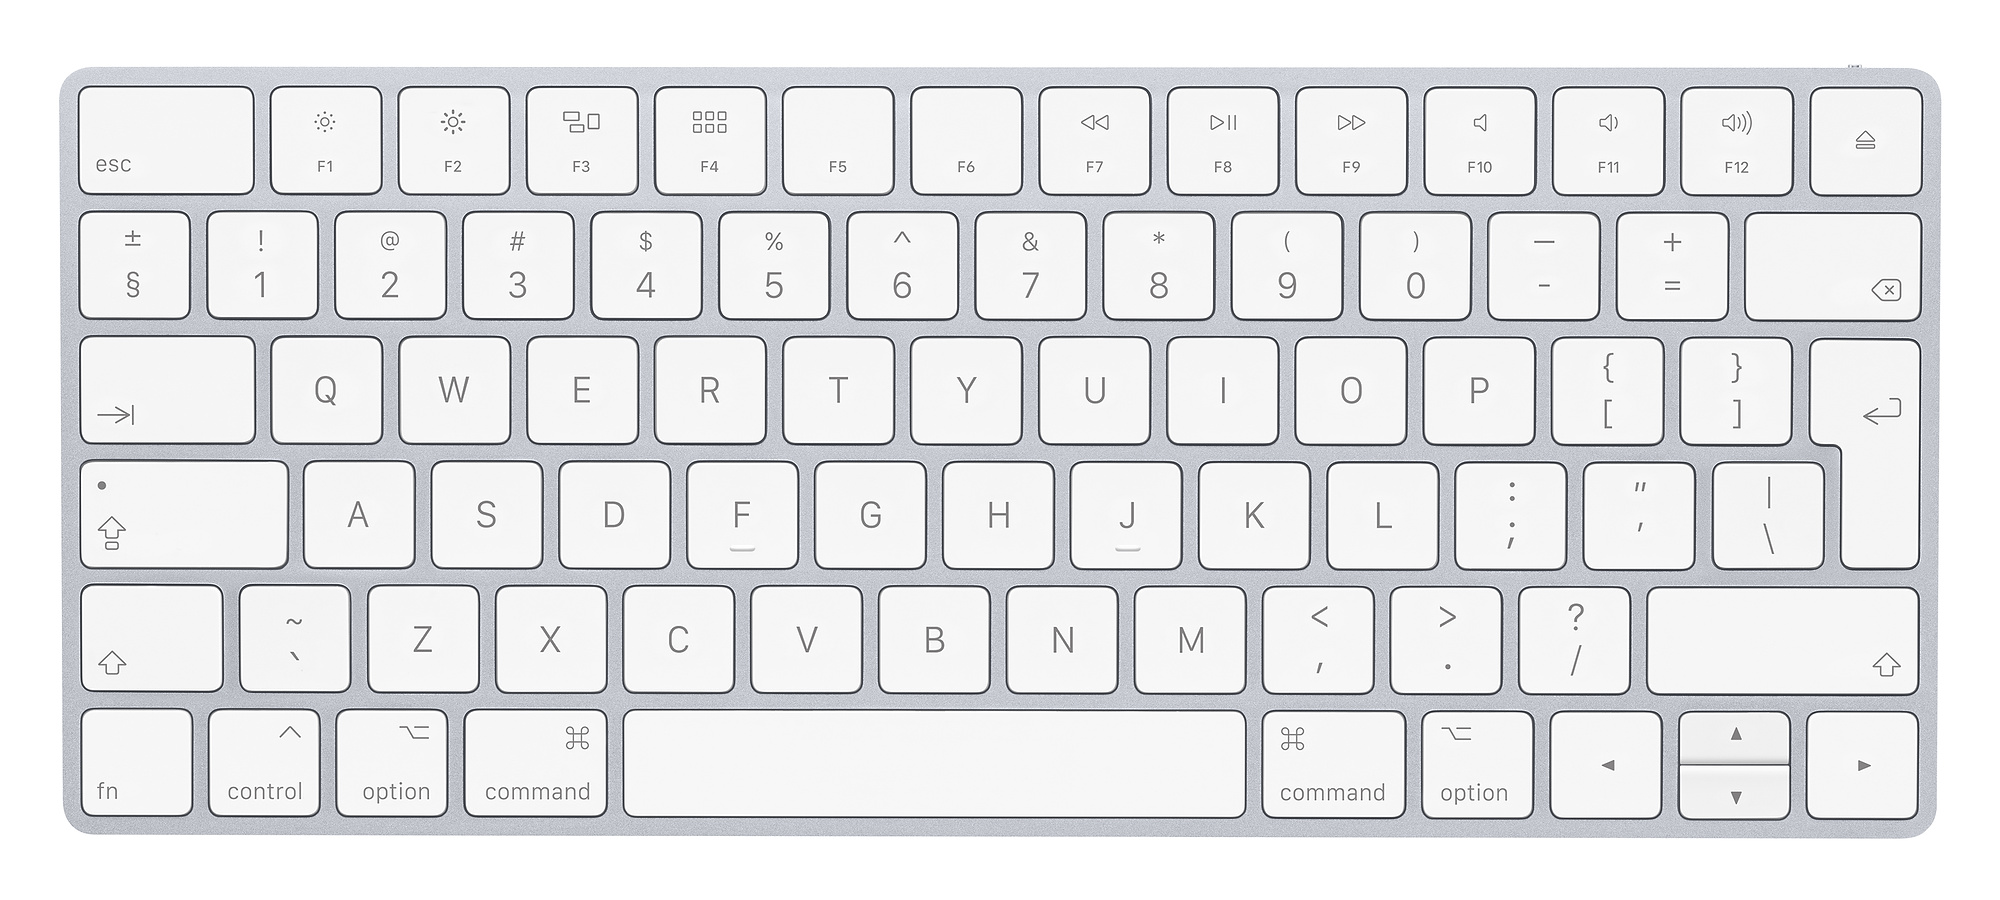 esc F1 F2 F3 F4 F5 F6 F7 F8 F9 F10 F11 F12
± ! @ # $ % ^ & * ( ) — +
§ 1 2 3 4 5 6 7 8 9 0 - =
Q W E R T Y U I O P { }
[ ]
A S D F G H J K L : " |
; ' \
~ Z X C V B N M < > ?
` , . /
fn control option command command option